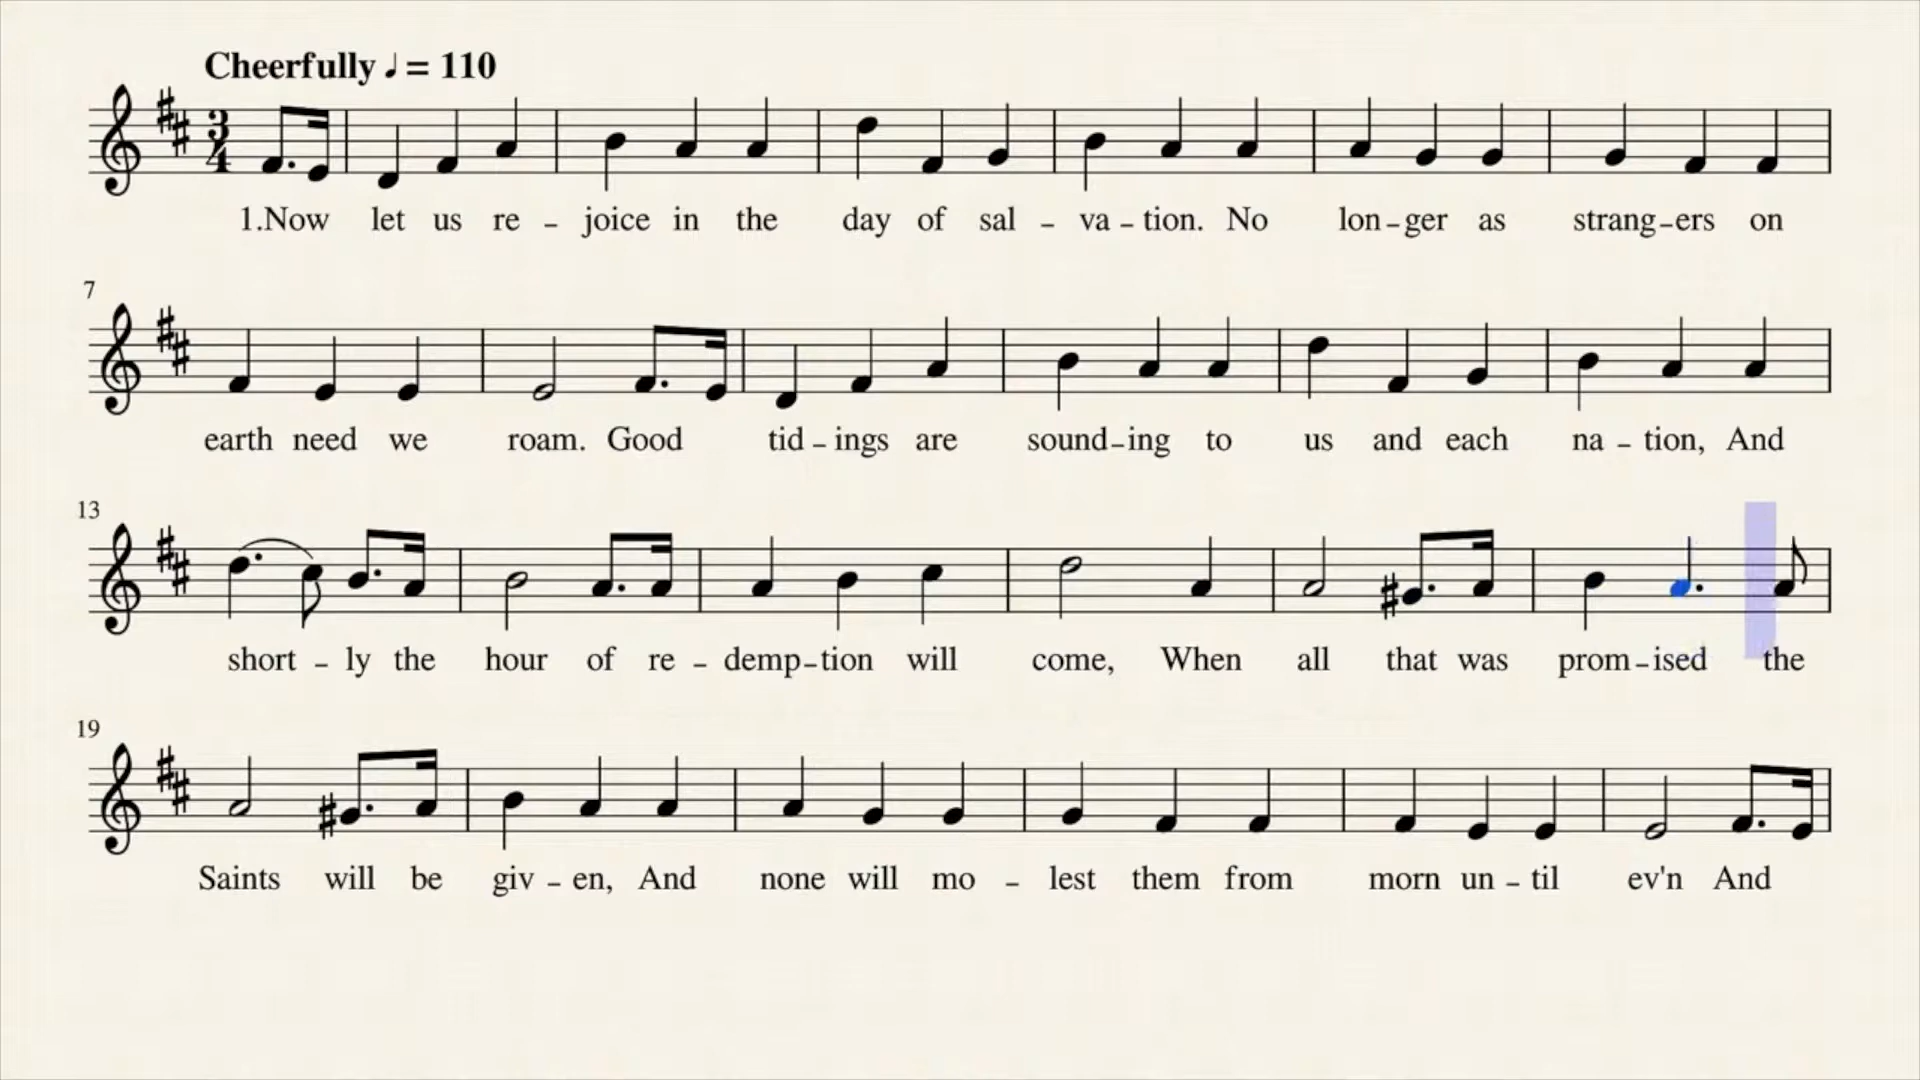 Cheerfully ♩ = 110
3
4
1.Now let us re - joice in the day of sal - va - tion. No lon - ger as strang - ers on
7
earth need we roam. Good tid - ings are sound - ing to us and each na - tion, And
13
short - ly the hour of re - demp - tion will come, When all that was prom - ised the
19
Saints will be giv - en, And none will mo - lest them from morn un - til ev'n And